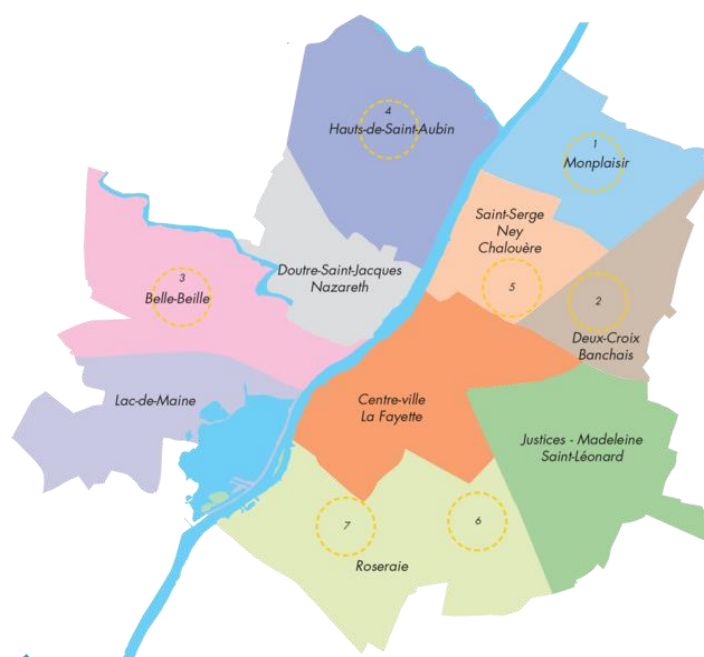 4
Hauts-de-Saint-Aubin
1
Monplaisir
Saint-Serge
Ney
Chalouère
5
Doutre-Saint-Jacques
Nazareth
3
Belle-Beille
2
Deux-Croix
Banchais
Lac-de-Maine
Centre-ville
La Fayette
Justices - Madeleine
Saint-Léonard
7
6
Roseraie